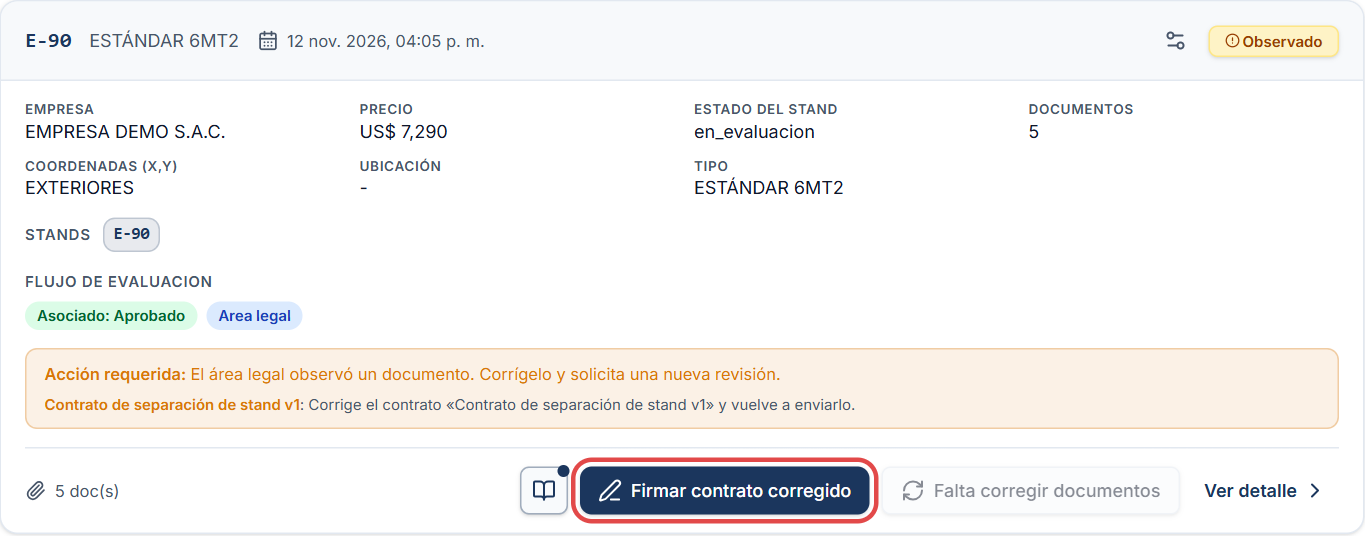 E-90 ESTÁNDAR 6MT2 12 nov. 2026, 04:05 p. m. Observado
EMPRESA PRECIO ESTADO DEL STAND DOCUMENTOS
EMPRESA DEMO S.A.C. US$ 7,290 en_evaluacion 5
COORDENADAS (X,Y) UBICACIÓN TIPO
EXTERIORES - ESTÁNDAR 6MT2
STANDS E-90
FLUJO DE EVALUACION
Asociado: Aprobado Area legal
Acción requerida: El área legal observó un documento. Corrígelo y solicita una nueva revisión.
Contrato de separación de stand v1: Corrige el contrato «Contrato de separación de stand v1» y vuelve a enviarlo.
5 doc(s) Firmar contrato corregido Falta corregir documentos Ver detalle